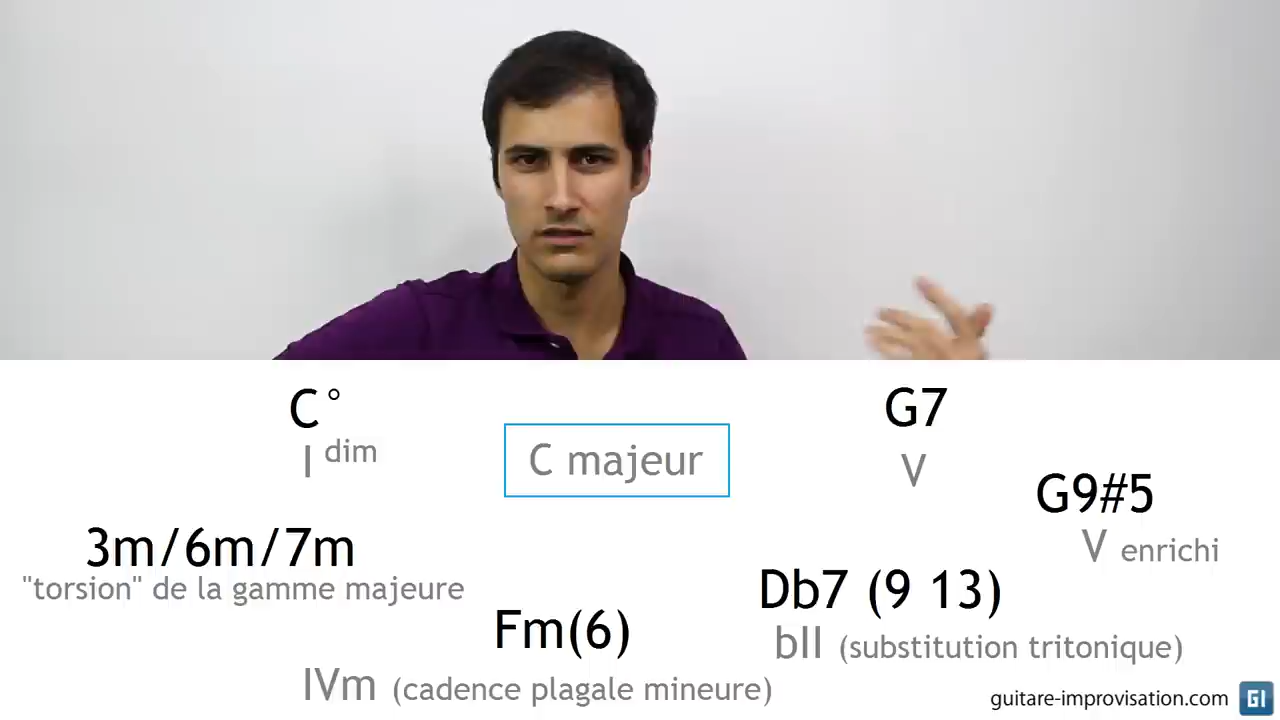 C°
I dim
C majeur
G7
V
G9#5
V enrichi
3m/6m/7m
"torsion" de la gamme majeure
Db7 (9 13)
bII (substitution tritonique)
Fm(6)
IVm (cadence plagale mineure)
guitare-improvisation.com GI